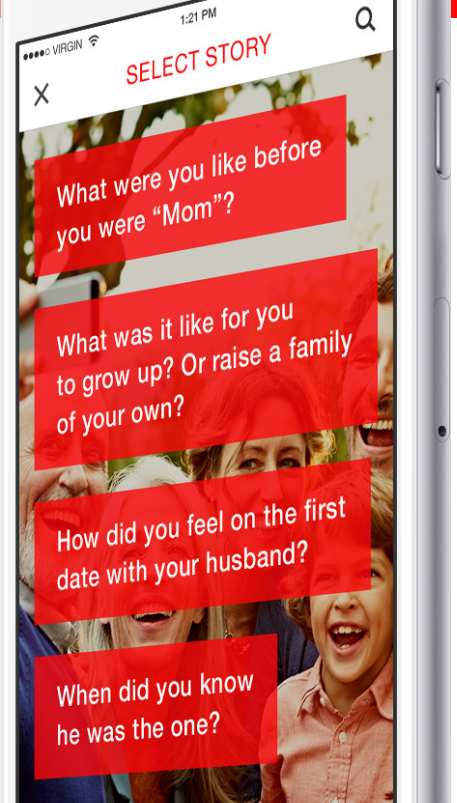 VIRGIN
1:21 PM
SELECT STORY
What were you like before
you were “Mom”?
What was it like for you
to grow up? Or raise a family
of your own?
How did you feel on the first
date with your husband?
When did you know
he was the one?